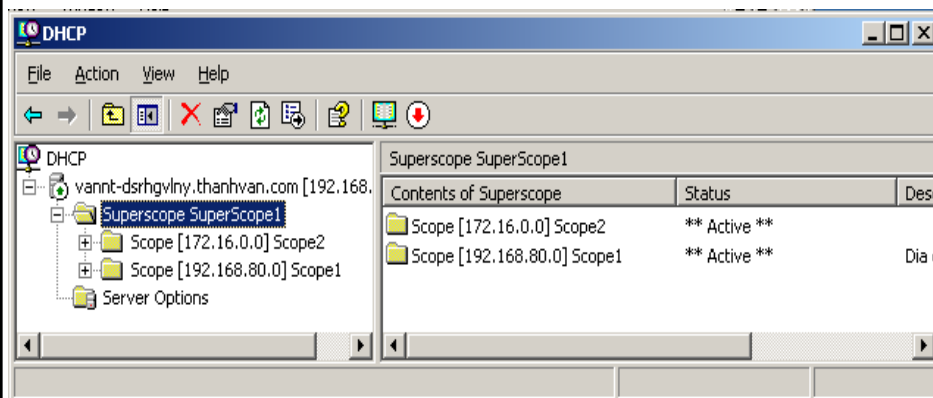 DHCP
File Action View Help
DHCP
vannt-dsrhgvlny.thanhvan.com [192.168.
Superscope SuperScope1
Scope [172.16.0.0] Scope2
Scope [192.168.80.0] Scope1
Server Options
Superscope SuperScope1
Contents of Superscope Status Des
Scope [172.16.0.0] Scope2 ** Active **
Scope [192.168.80.0] Scope1 ** Active ** Dia